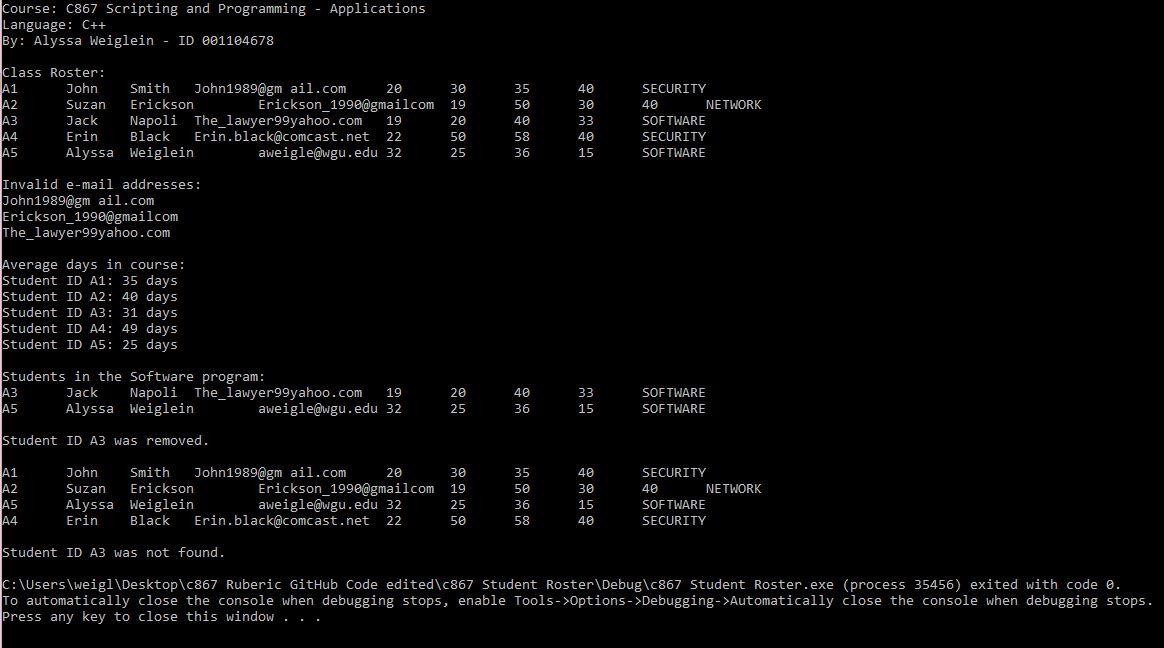 Course: C867 Scripting and Programming - Applications
Language: C++
By: Alyssa Weiglein - ID 001104678
Class Roster:
A1 John Smith John1989@gm ail.com 20 30 35 40 SECURITY
A2 Suzan Erickson Erickson_1990@gmailcom 19 50 30 40 NETWORK
A3 Jack Napoli The_lawyer99yahoo.com 19 20 40 33 SOFTWARE
A4 Erin Black Erin.black@comcast.net 22 50 58 40 SECURITY
A5 Alyssa Weiglein aweigle@wgu.edu 32 25 36 15 SOFTWARE
Invalid e-mail addresses:
John1989@gm ail.com
Erickson_1990@gmailcom
The_lawyer99yahoo.com
Average days in course:
Student ID A1: 35 days
Student ID A2: 40 days
Student ID A3: 31 days
Student ID A4: 49 days
Student ID A5: 25 days
Students in the Software program:
A3 Jack Napoli The_lawyer99yahoo.com 19 20 40 33 SOFTWARE
A5 Alyssa Weiglein aweigle@wgu.edu 32 25 36 15 SOFTWARE
Student ID A3 was removed.
A1 John Smith John1989@gm ail.com 20 30 35 40 SECURITY
A2 Suzan Erickson Erickson_1990@gmailcom 19 50 30 40 NETWORK
A5 Alyssa Weiglein aweigle@wgu.edu 32 25 36 15 SOFTWARE
A4 Erin Black Erin.black@comcast.net 22 50 58 40 SECURITY
Student ID A3 was not found.
C:\Users\weigl\Desktop\c867 Ruberic GitHub Code edited\c867 Student Roster\Debug\c867 Student Roster.exe (process 35456) exited with code 0.
To automatically close the console when debugging stops, enable Tools->Options->Debugging->Automatically close the console when debugging stops.
Press any key to close this window . . .